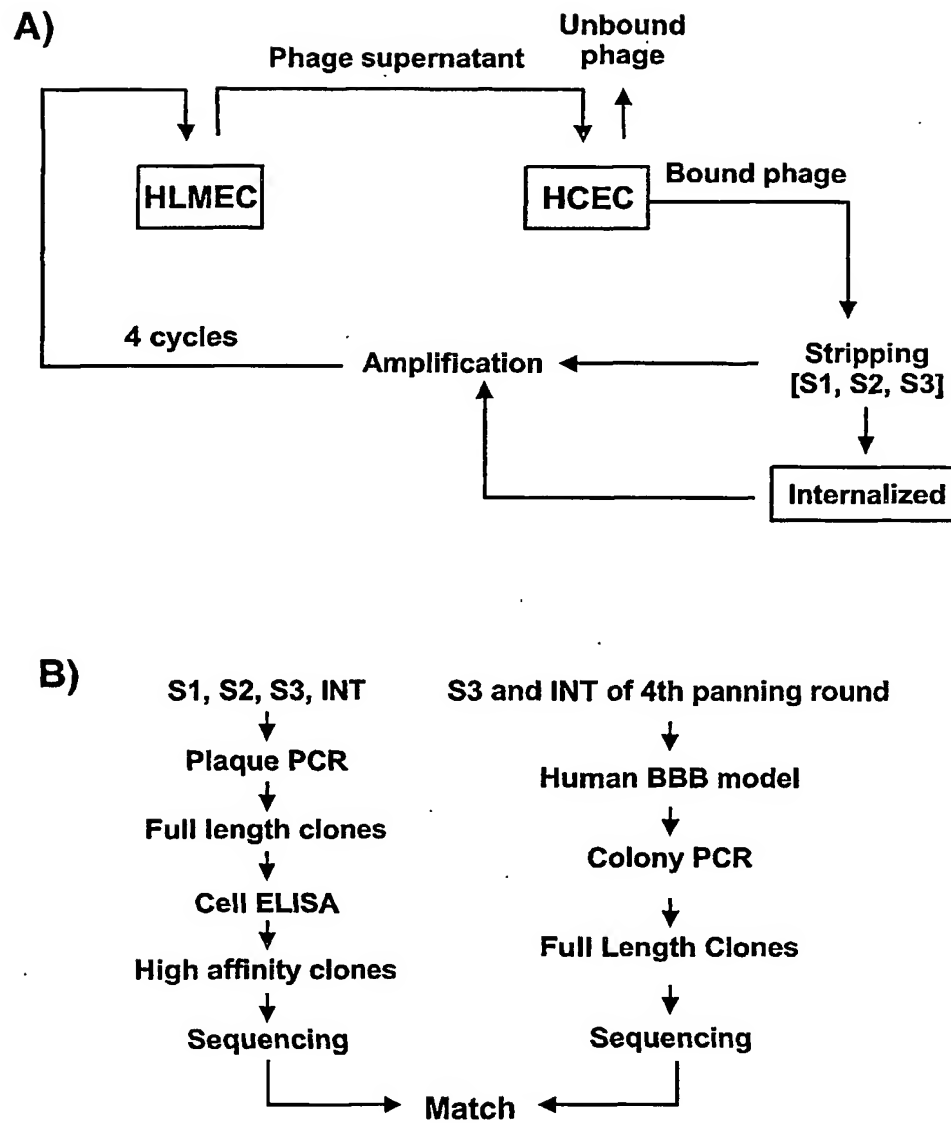 A)
Unbound
phage
Phage supernatant
HLMEC
HCEC
Bound phage
4 cycles
Amplification
Stripping
[S1, S2, S3]
Internalized
B)
S1, S2, S3, INT
Plaque PCR
Full length clones
Cell ELISA
High affinity clones
Sequencing
S3 and INT of 4th panning round
Human BBB model
Colony PCR
Full Length Clones
Sequencing
Match